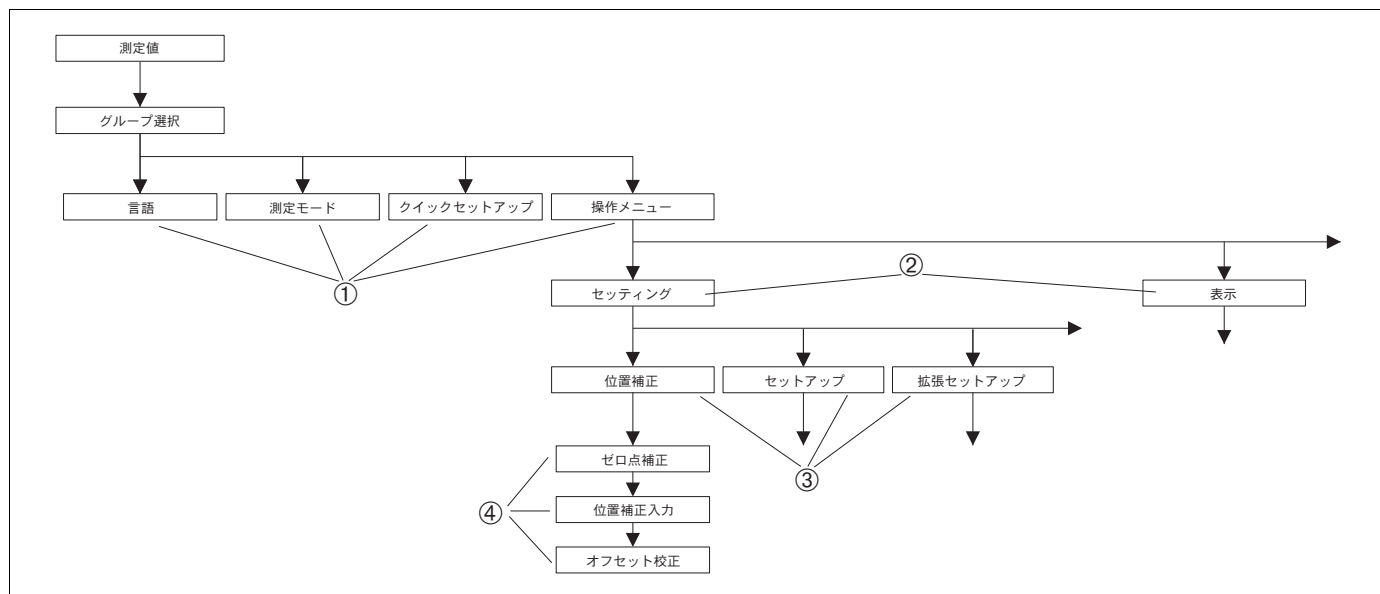 測定値
グループ選択
言語
測定モード
クイックセットアップ
操作メニュー
①
②
セッティング
表示
位置補正
セットアップ
拡張セットアップ
③
ゼロ点補正
④
位置補正入力
オフセット校正